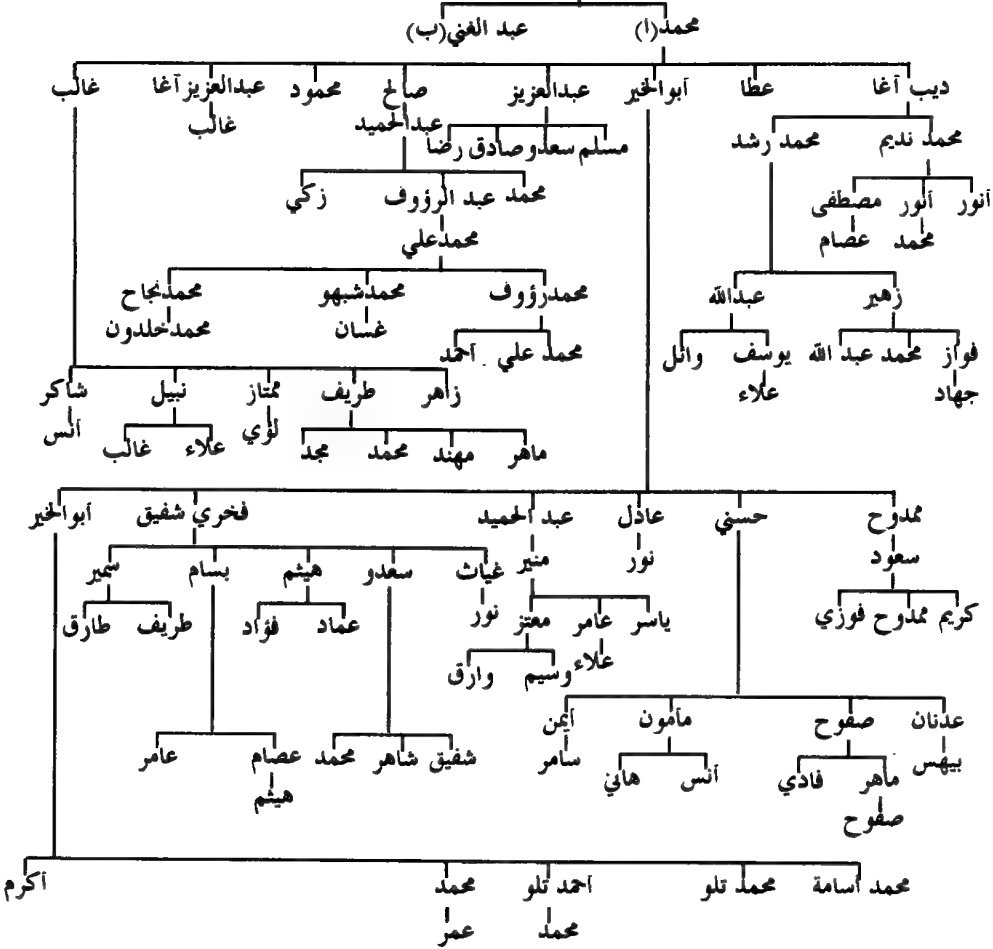 محمد(ا) عبد الغني(ب)
ديب آغا عطا أبوالخير عبدالعزيز صالح محمود عبدالعزيز آغا غالب
عبدالحميد غالب
محمد نديم محمد رشد مسلم سعدو صادق رضا
أنور أنور مصطفى محمد عبد الرؤوف زكي
محمد عصام محمدعلي
زهير عبدالله محمدرؤوف محمدشبهو محمدنجاح
غسان محمدخلدون
فواز محمد عبد الله يوسف وائل محمد علي أحمد
جهاد علاء زاهر طريف ممتاز نبيل شاكر
لؤي أنس
ماهر مهند محمد مجد علاء غالب
ممدوح حسني عادل عبد الحميد فخري شفيق أبوالخير
سعود نور منير
غياث سعدو هيثم بسام سمير
كريم ممدوح فوزي ياسر عامر معتز نور عماد فؤاد طريف طارق
علاء وسيم وارق
عدنان صفوح مأمون أيمن
بيهس سامر شفيق شاهر محمد عصام عامر
ماهر فادي أنس هاني هيثم
صفوح
محمد أسامة محمد تلو أحمد تلو محمد أكرم
محمد عمر